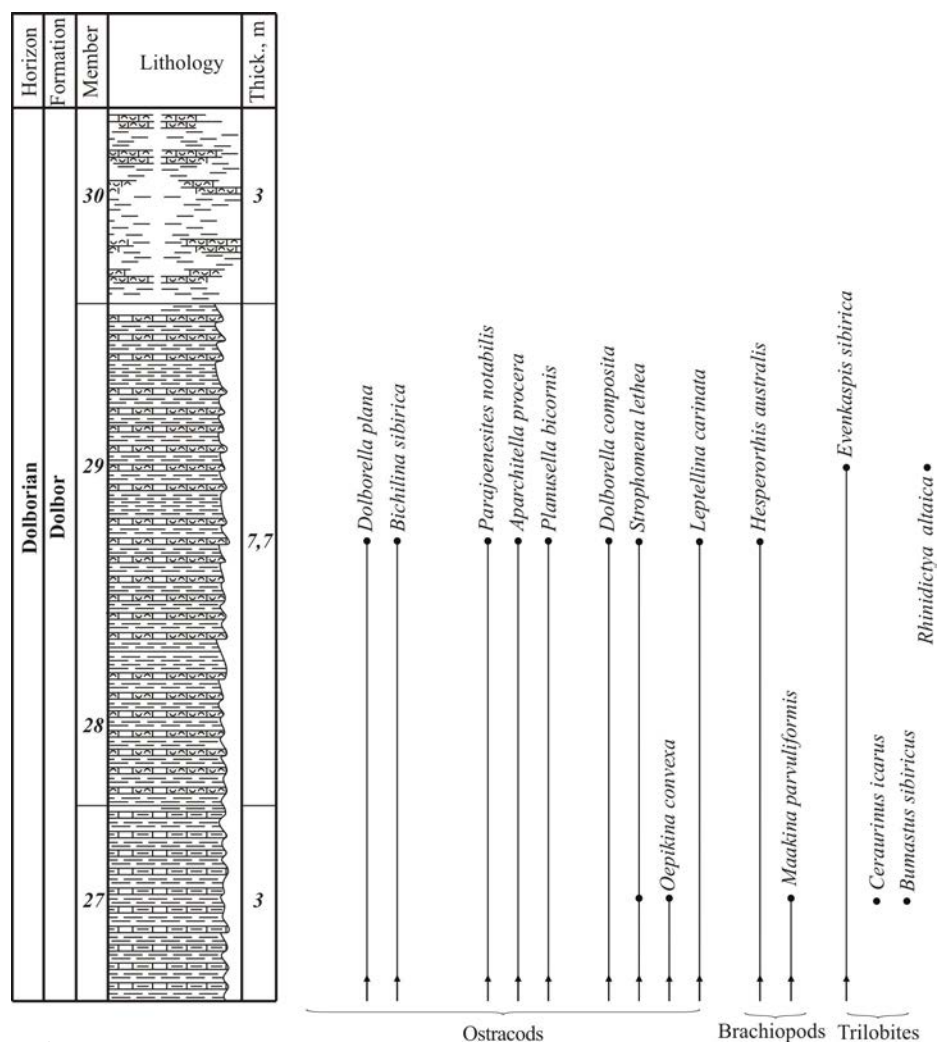 Horizon
Formation
Member
Lithology
Thick., m
Dolborian
Dolbor
30
3
29
7,7
28
27
3
Dolborella plana
Bichilina sibirica
Parajoenesites notabilis
Aparchitella procera
Planusella bicornis
Dolborella composita
Strophomena lethea
Oepikina convexa
Leptellina carinata
Hesperorthis australis
Maakina parvuliformis
Evenkaspis sibirica
Ceraurinus icarus
Bumastus sibiricus
Rhinidictya altaica
Ostracods
Brachiopods
Trilobites